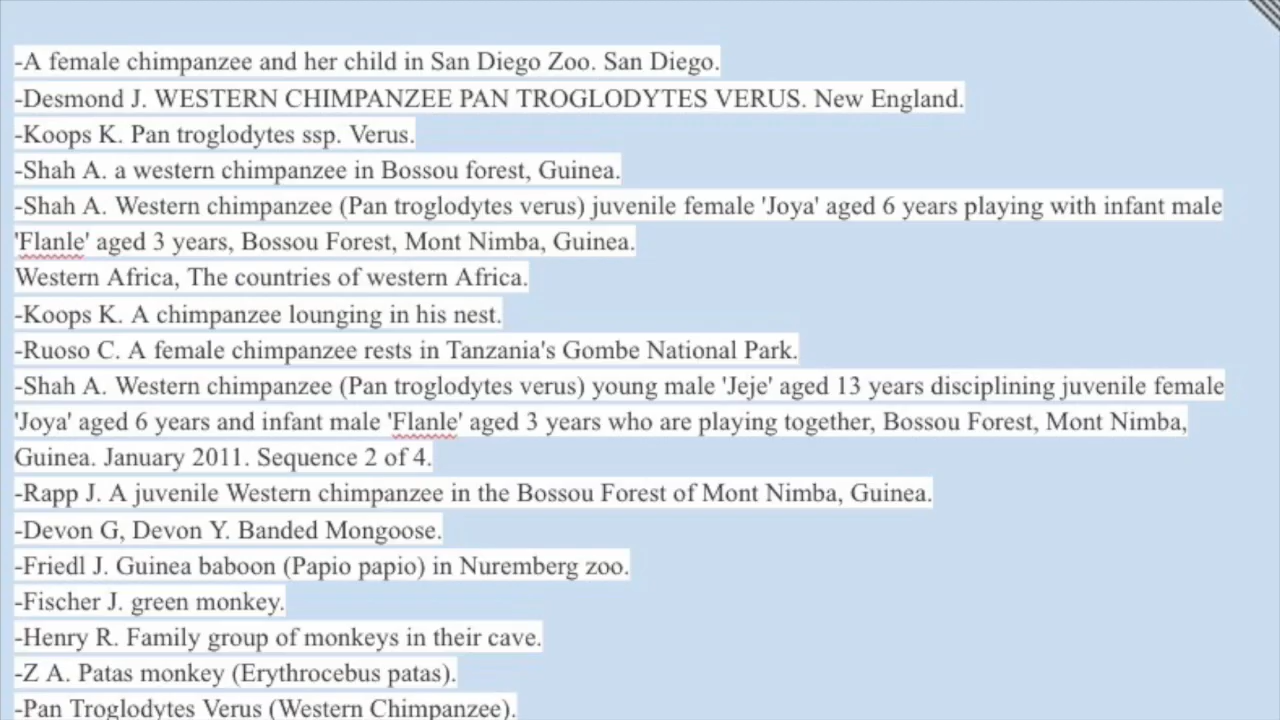 -A female chimpanzee and her child in San Diego Zoo. San Diego.
-Desmond J. WESTERN CHIMPANZEE PAN TROGLODYTES VERUS. New England.
-Koops K. Pan troglodytes ssp. Verus.
-Shah A. a western chimpanzee in Bossou forest, Guinea.
-Shah A. Western chimpanzee (Pan troglodytes verus) juvenile female 'Joya' aged 6 years playing with infant male
'Flanle' aged 3 years, Bossou Forest, Mont Nimba, Guinea.
Western Africa, The countries of western Africa.
-Koops K. A chimpanzee lounging in his nest.
-Ruoso C. A female chimpanzee rests in Tanzania's Gombe National Park.
-Shah A. Western chimpanzee (Pan troglodytes verus) young male 'Jeje' aged 13 years disciplining juvenile female
'Joya' aged 6 years and infant male 'Flanle' aged 3 years who are playing together, Bossou Forest, Mont Nimba,
Guinea. January 2011. Sequence 2 of 4.
-Rapp J. A juvenile Western chimpanzee in the Bossou Forest of Mont Nimba, Guinea.
-Devon G, Devon Y. Banded Mongoose.
-Friedl J. Guinea baboon (Papio papio) in Nuremberg zoo.
-Fischer J. green monkey.
-Henry R. Family group of monkeys in their cave.
-Z A. Patas monkey (Erythrocebus patas).
-Pan Troglodytes Verus (Western Chimpanzee).